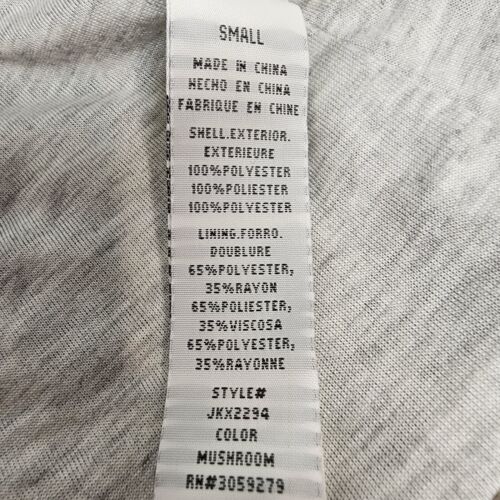 SMALL
MADE IN CHINA
HECHO EN CHINA
FABRIQUE EN CHINE
SHELL.EXTERIOR.
EXTERIEURE
100%POLYESTER
100%POLIESTER
100%POLYESTER
LINING.FORRO.
DOUBLURE
65%POLYESTER,
35%RAYON
65%POLIESTER,
35%VISCOSA
65%POLYESTER,
35%RAYONNE
STYLE#
JKX2294
COLOR
MUSHROOM
RN#3059279